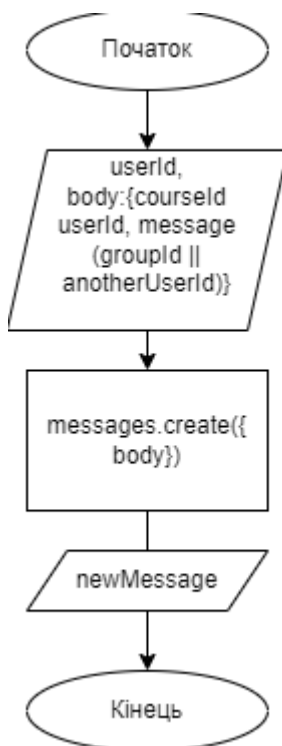 Початок
userId,
body:{courseId
userId, message
(groupId ||
anotherUserId)}
messages.create({
body})
newMessage
Кінець